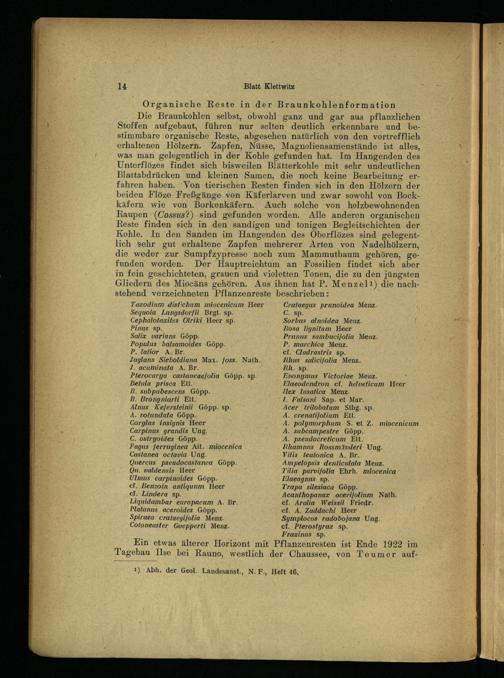 14
Blatt Klettwitz
Organische Reste in der Braunkohlenformation
Die Braunkohlen selbst, obwohl ganz und gar aus pflanzlichen
Stoffen aufgebaut, führen nur selten deutlich erkennbare und be-
stimmbare organische Reste, abgesehen natürlich von den vortrefflich
erhaltenen Hölzern. Zapfen, Nüsse, Magnoliensamenstände ist alles,
was man gelegentlich in der Kohle gefunden hat. Im Hangenden des
Unterflözes findet sich bisweilen Blätterkohle mit sehr undeutlichen
Blattabdrücken und kleinen Samen, die noch keine Bearbeitung er-
fahren haben. Von tierischen Resten finden sich in den Hölzern der
beiden Flöze Freßgänge von Käferlarven und zwar sowohl von Bock-
käfern wie von Borkenkäfern. Auch solche von holzbewohnenden
Raupen (Cossus?) sind gefunden worden. Alle anderen organischen
Reste finden sich in den sandigen und tonigen Begleitschichten der
Kohle. In den Sanden im Hangenden des Oberflözes sind gelegent-
lich sehr gut erhaltene Zapfen mehrerer Arten von Nadelhölzern,
die weder zur Sumpfzypresse noch zum Mammutbaum gehören, ge-
funden worden. Der Hauptreichtum an Fossilien findet sich aber
in fein geschichteten, grauen und violetten Tonen, die zu den jüngsten
Gliedern des Miocäns gehören. Aus ihnen hat P. Menzel¹) die nach-
stehend verzeichneten Pflanzenreste beschrieben:
Taxodium distichum miocenicum Heer
Sequoia Langsdorfii Brgt. sp.
Cephalotaxites Olriki Heer sp.
Pinus sp.
Salix varians Göpp.
Populus balsamoides Göpp.
P. latior A. Br.
Juglans Sieboldiana Max. foss. Nath.
J. acuminata A. Br.
Pterocarya castaneaefolia Göpp. sp.
Betula prisca Ett.
B. subpubescens Göpp.
B. Brongniarti Ett.
Alnus Kefersteinii Göpp. sp.
A. rotundata Göpp.
Corylus insignis Heer
Carpinus grandis Ung.
C. ostryoides Göpp.
Fagus ferruginea Ait. miocenica
Castanea octavia Ung.
Quercus pseudocastanea Göpp.
Qu. valdensis Heer
Ulmus carpinoides Göpp.
cf. Benzoin antiquum Heer
cf. Lindera sp.
Liquidambar europaeum A. Br.
Platanus aceroides Göpp.
Spiraea crataegifolia Menz.
Cotoneaster Goepperti Menz.
Crataegus prunoidea Menz.
C. sp.
Sorbus alnoidea Menz.
Rosa lignitum Heer
Prunus sambucifolia Menz.
P. marchica Menz.
cf. Cladrastris sp.
Rhus salicifolia Menz.
Rh. sp.
Evonymus Victoriae Menz.
Elaeodendron cf. helveticum Heer
Ilex lusatica Menz.
I. Falsani Sap. et Mar.
Acer trilobatum Stbg. sp.
A. crenatifolium Ett.
A. polymorphum S. et Z. miocenicum
A. subcampestre Göpp.
A. pseudocreticum Ett.
Rhamnus Rossmässleri Ung.
Vitis teutonica A. Br.
Ampelopsis denticulata Menz.
Tilia parvifolia Ehrh. miocenica
Elaeagnus sp.
Trapa silesiaca Göpp.
Acanthopanax acerifolium Nath.
cf. Aralia Weissii Friedr.
cf. A. Zaddachi Heer
Symplocos radobojana Ung.
cf. Pterostyrax sp.
Fraxinus sp.
Ein etwas älterer Horizont mit Pflanzenresten ist Ende 1922 im
Tagebau Ilse bei Rauno, westlich der Chaussee, von Teumer auf-
¹) Abh. der Geol. Landesanst., N. F., Heft 46.